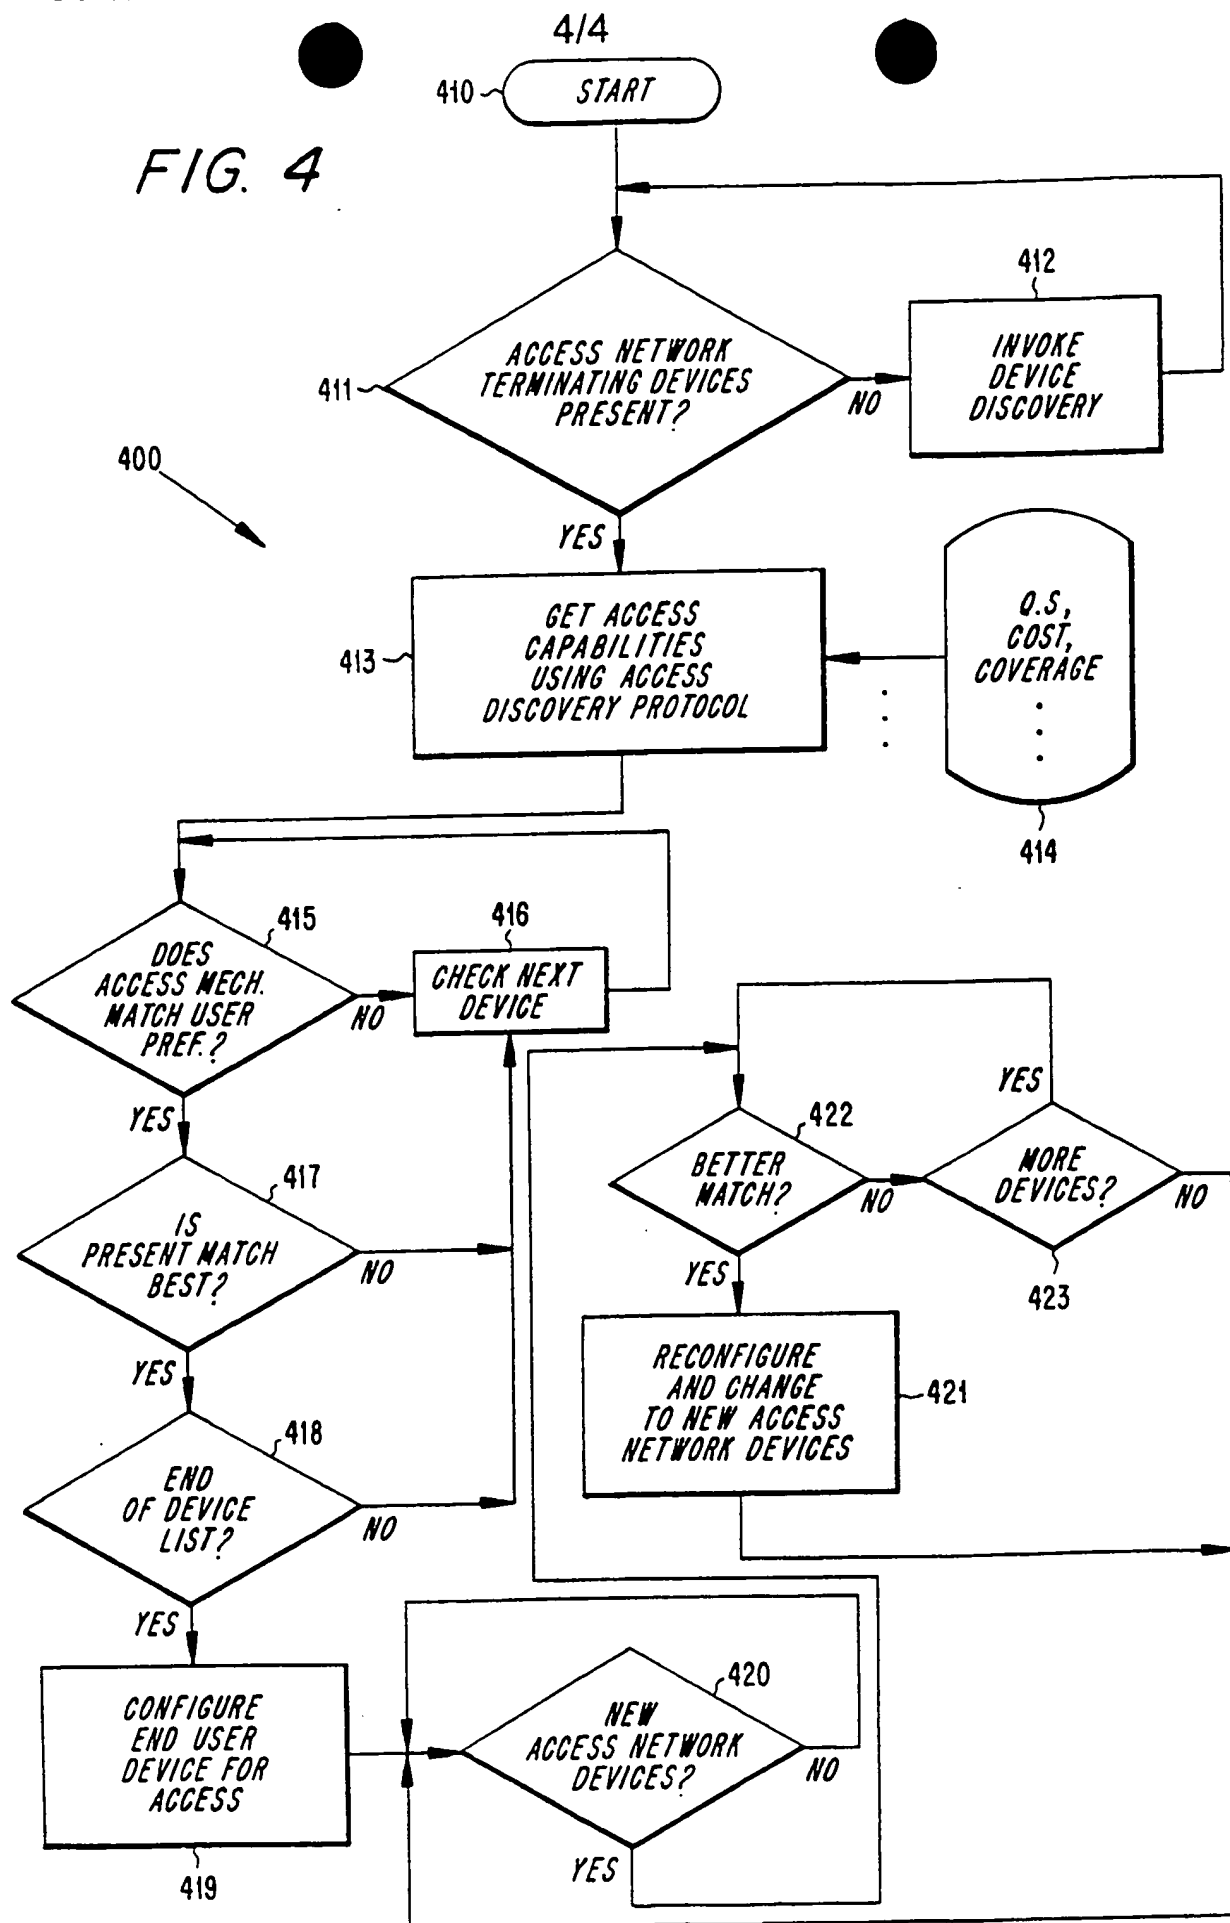 4/4
410
START
FIG. 4
412
INVOKE
DEVICE
DISCOVERY
411
ACCESS NETWORK
TERMINATING DEVICES
PRESENT?
NO
400
YES
413
GET ACCESS
CAPABILITIES
USING ACCESS
DISCOVERY PROTOCOL
Q.S,
COST,
COVERAGE
414
415
DOES
ACCESS MECH.
MATCH USER
PREF.?
NO
416
CHECK NEXT
DEVICE
YES
417
IS
PRESENT MATCH
BEST?
NO
YES
418
END
OF DEVICE
LIST?
NO
YES
CONFIGURE
END USER
DEVICE FOR
ACCESS
419
YES
422
BETTER
MATCH?
NO
MORE
DEVICES?
NO
423
YES
RECONFIGURE
AND CHANGE
TO NEW ACCESS
NETWORK DEVICES
421
420
NEW
ACCESS NETWORK
DEVICES?
NO
YES